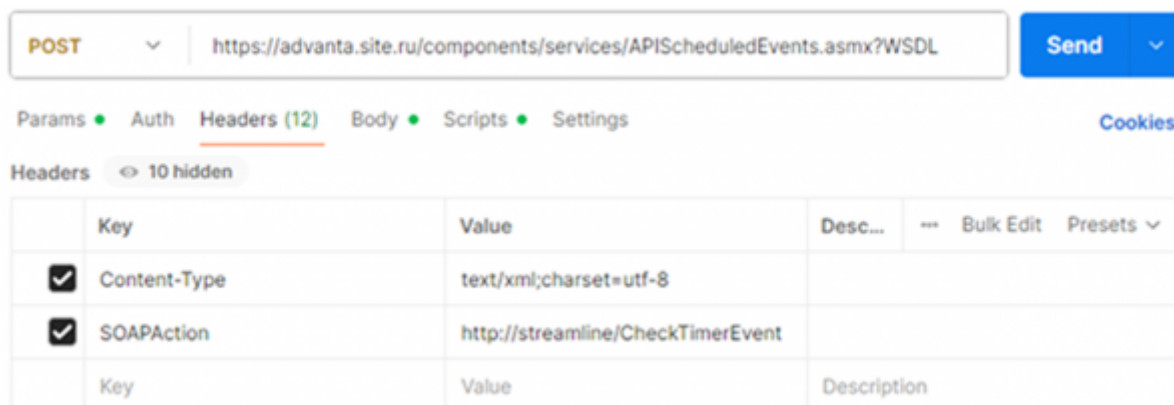 POST https://advanta.site.ru/components/services/APIScheduledEvents.asmx?WSDL Send
Params Auth Headers (12) Body Scripts Settings Cookies
Headers 10 hidden
Key Value Desc... ••• Bulk Edit Presets
Content-Type text/xml;charset=utf-8
SOAPAction http://streamline/CheckTimerEvent
Key Value Description